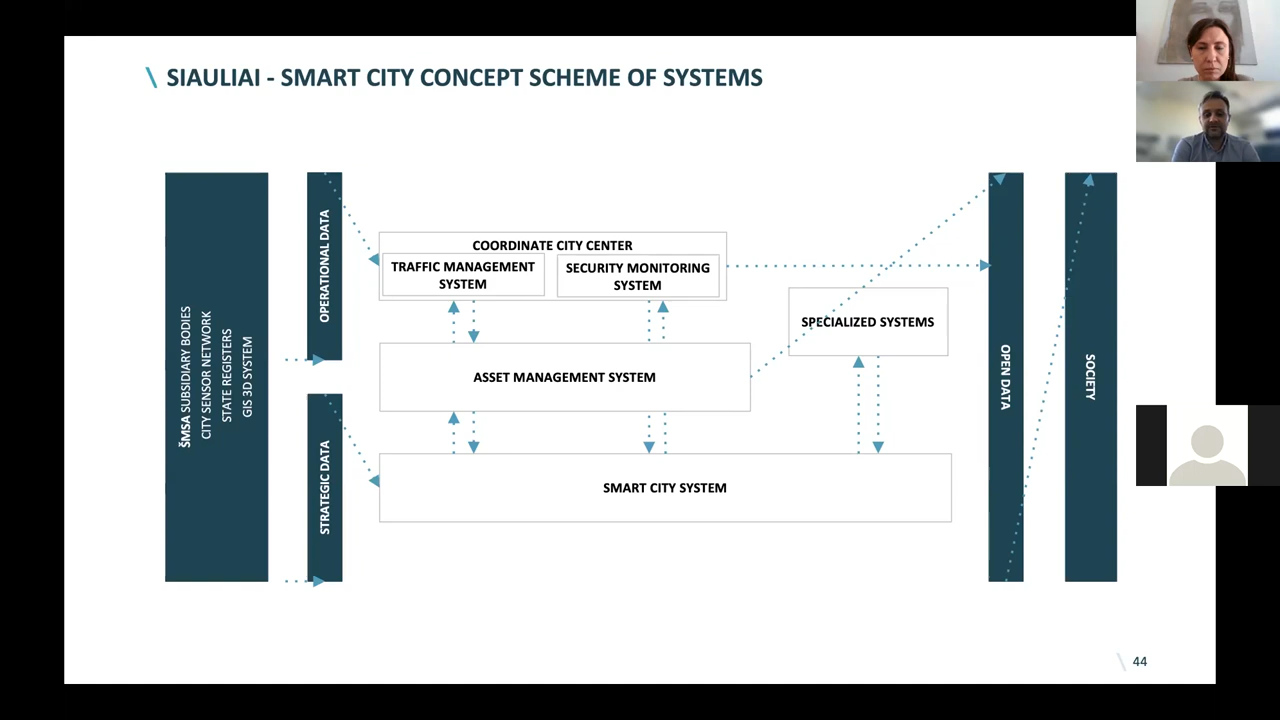 \ SIAULIAI - SMART CITY CONCEPT SCHEME OF SYSTEMS
ŠMSA SUBSIDIARY BODIES
CITY SENSOR NETWORK
STATE REGISTERS
GIS 3D SYSTEM
OPERATIONAL DATA
STRATEGIC DATA
COORDINATE CITY CENTER
TRAFFIC MANAGEMENT
SYSTEM
SECURITY MONITORING
SYSTEM
SPECIALIZED SYSTEMS
ASSET MANAGEMENT SYSTEM
SMART CITY SYSTEM
OPEN DATA
SOCIETY
\ 44